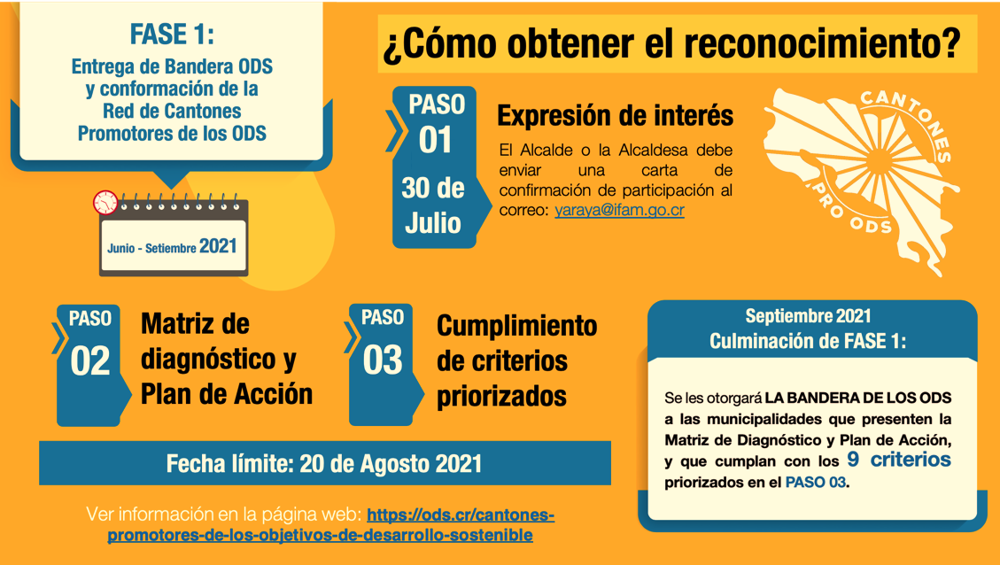 FASE 1:
Entrega de Bandera ODS
y conformación de la
Red de Cantones
Promotores de los ODS
Junio - Setiembre 2021
¿Cómo obtener el reconocimiento?
PASO
01
30 de
Julio
Expresión de interés
El Alcalde o la Alcaldesa debe
enviar una carta de
confirmación de participación al
correo: yaraya@ifam.go.cr
CANTONES
PRO ODS
PASO
02
Matriz de
diagnóstico y
Plan de Acción
PASO
03
Cumplimiento
de criterios
priorizados
Fecha límite: 20 de Agosto 2021
Ver información en la página web: https://ods.cr/cantones-
promotores-de-los-objetivos-de-desarrollo-sostenible
Septiembre 2021
Culminación de FASE 1:
Se les otorgará LA BANDERA DE LOS ODS
a las municipalidades que presenten la
Matriz de Diagnóstico y Plan de Acción,
y que cumplan con los 9 criterios
priorizados en el PASO 03.